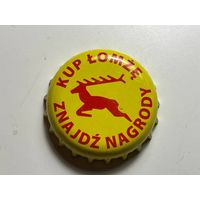 KUP ŁOMŻĘ
ZNAJDŹ NAGRODY